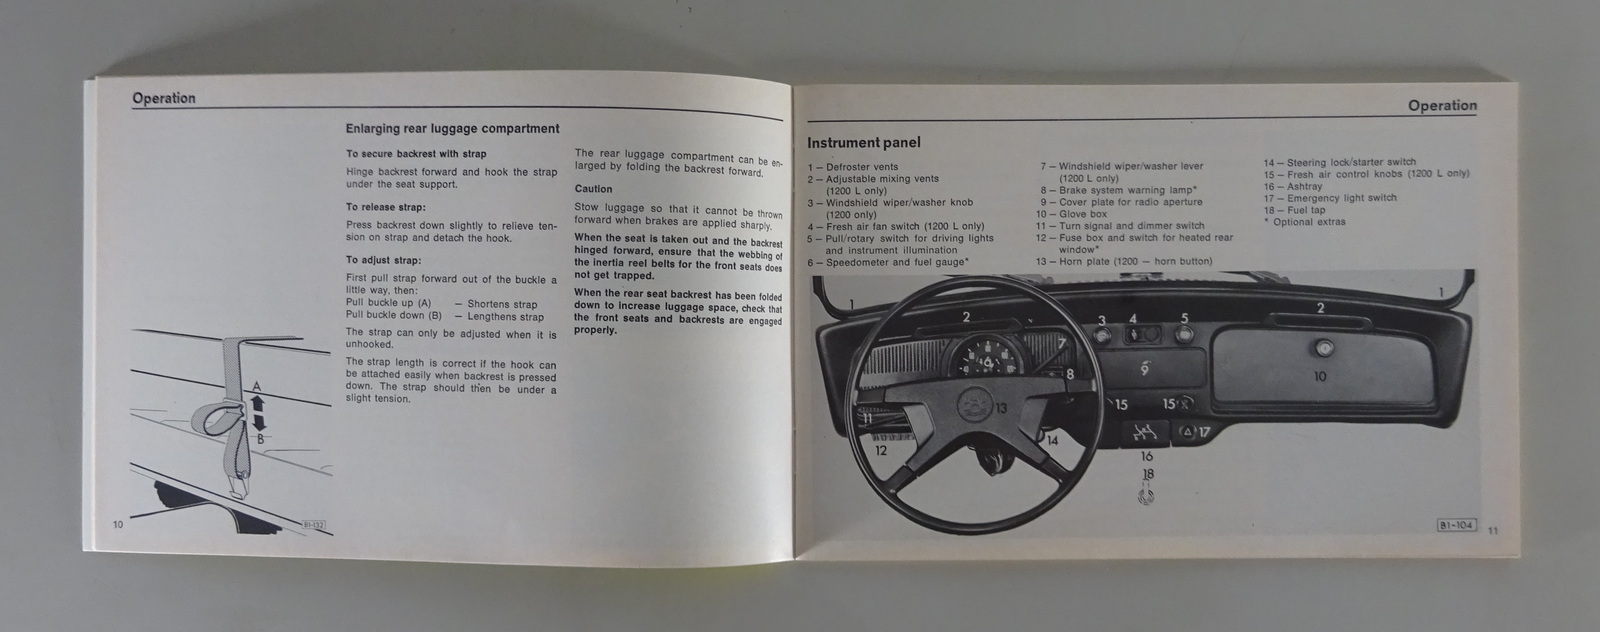 Operation
Enlarging rear luggage compartment
To secure backrest with strap
Hinge backrest forward and hook the strap
under the seat support.
To release strap:
Press backrest down slightly to relieve ten-
sion on strap and detach the hook.
To adjust strap:
First pull strap forward out of the buckle a
little way, then:
Pull buckle up (A) — Shortens strap
Pull buckle down (B) — Lengthens strap
The strap can only be adjusted when it is
unhooked.
The strap length is correct if the hook can
be attached easily when backrest is pressed
down. The strap should then be under a
slight tension.
The rear luggage compartment can be en-
larged by folding the backrest forward.
Caution
Stow luggage so that it cannot be thrown
forward when brakes are applied sharply.
When the seat is taken out and the backrest
hinged forward, ensure that the webbing of
the inertia reel belts for the front seats does
not get trapped.
When the rear seat backrest has been folded
down to increase luggage space, check that
the front seats and backrests are engaged
properly.
A
B
10
B1-132
Operation
Instrument panel
1 — Defroster vents
2 — Adjustable mixing vents
(1200 L only)
3 — Windshield wiper/washer knob
(1200 only)
4 — Fresh air fan switch (1200 L only)
5 — Pull/rotary switch for driving lights
and instrument illumination
6 — Speedometer and fuel gauge*
7 — Windshield wiper/washer lever
(1200 L only)
8 — Brake system warning lamp*
9 — Cover plate for radio aperture
10 — Glove box
11 — Turn signal and dimmer switch
12 — Fuse box and switch for heated rear
window*
13 — Horn plate (1200 — horn button)
14 — Steering lock/starter switch
15 — Fresh air control knobs (1200 L only)
16 — Ashtray
17 — Emergency light switch
18 — Fuel tap
* Optional extras
1
1
2
3
4
5
2
7
6
8
9
10
13
15
15
11
12
14
17
16
18
B1-104
11